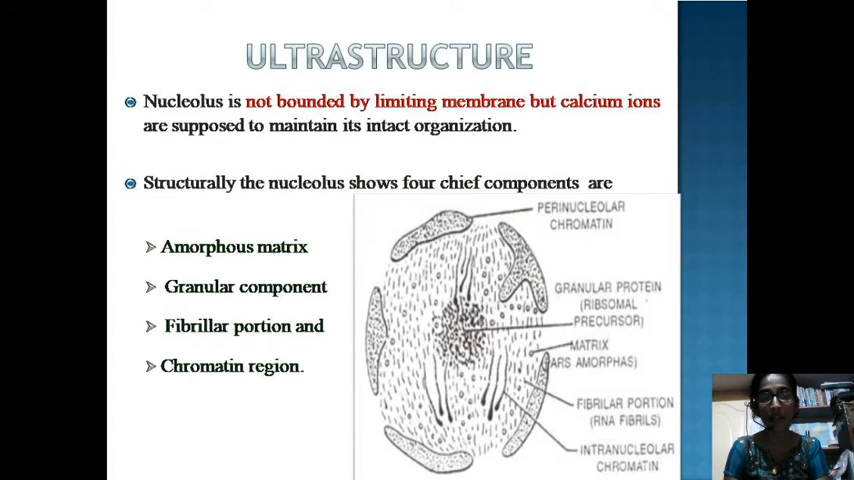 ULTRASTRUCTURE
Nucleolus is not bounded by limiting membrane but calcium ions
are supposed to maintain its intact organization.
Structurally the nucleolus shows four chief components are
Amorphous matrix
Granular component
Fibrillar portion and
Chromatin region.
PERINUCLEOLAR
CHROMATIN
GRANULAR PROTEIN
(RIBSOMAL
PRECURSOR)
MATRIX
(PARS AMORPHAS)
FIBRILAR PORTION
(RNA FIBRILS)
INTRANUCLEOLAR
CHROMATIN